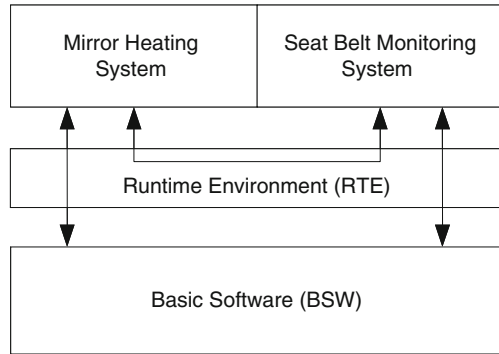 Mirror Heating
System
Seat Belt Monitoring
System
Runtime Environment (RTE)
Basic Software (BSW)